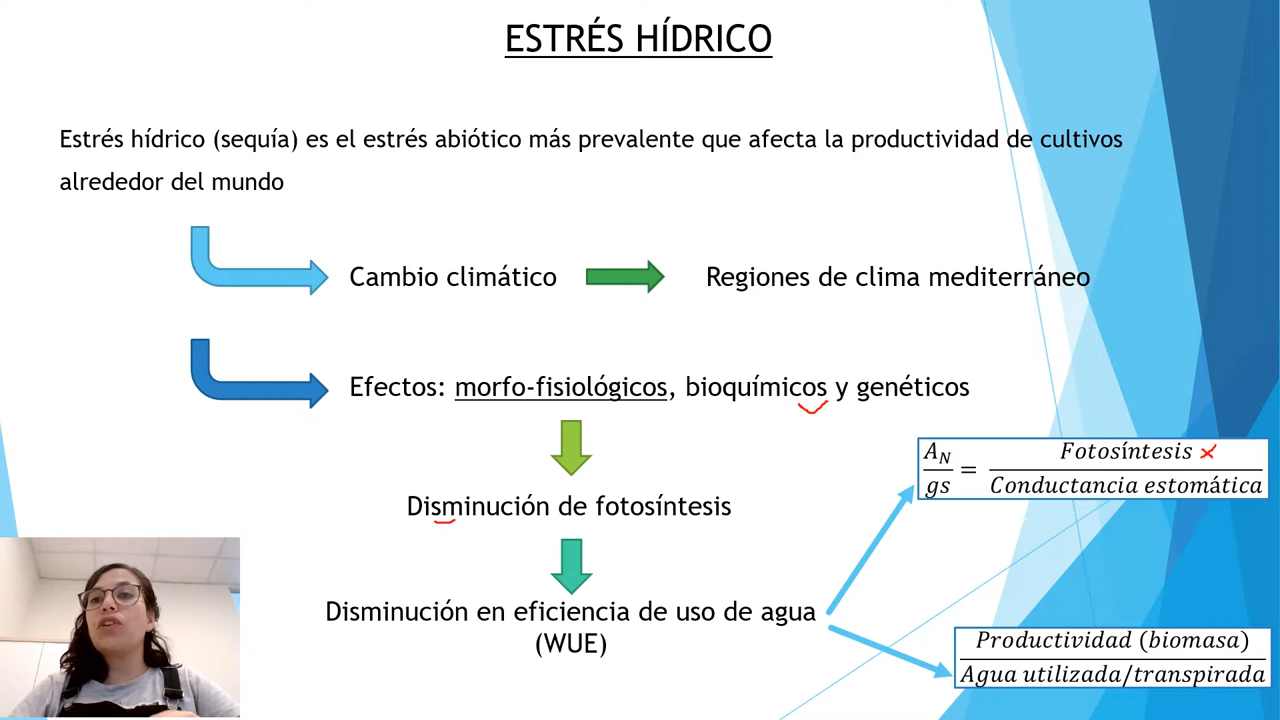 ESTRÉS HÍDRICO
Estrés hídrico (sequía) es el estrés abiótico más prevalente que afecta la productividad de cultivos
alrededor del mundo
Cambio climático
Regiones de clima mediterráneo
Efectos: morfo-fisiológicos, bioquímicos y genéticos
Disminución de fotosíntesis
Disminución en eficiencia de uso de agua
(WUE)
A_N/gs = Fotosíntesis/Conductancia estomática
Productividad (biomasa)
Agua utilizada/transpirada